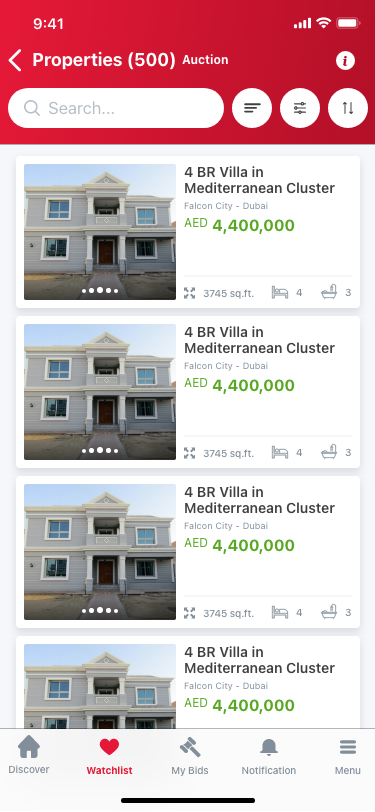 9:41
Properties (500) Auction
i
Search...
4 BR Villa in
Mediterranean Cluster
Falcon City - Dubai
AED 4,400,000
3745 sq.ft. 4 3
4 BR Villa in
Mediterranean Cluster
Falcon City - Dubai
AED 4,400,000
3745 sq.ft. 4 3
4 BR Villa in
Mediterranean Cluster
Falcon City - Dubai
AED 4,400,000
3745 sq.ft. 4 3
4 BR Villa in
Mediterranean Cluster
Falcon City - Dubai
AED 4,400,000
Discover Watchlist My Bids Notification Menu